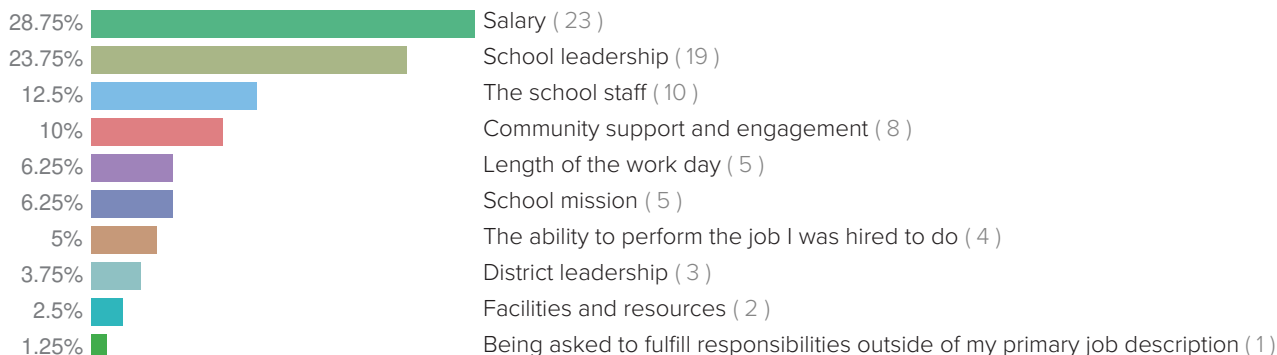 28.75% Salary ( 23 )
23.75% School leadership ( 19 )
12.5% The school staff ( 10 )
10% Community support and engagement ( 8 )
6.25% Length of the work day ( 5 )
6.25% School mission ( 5 )
5% The ability to perform the job I was hired to do ( 4 )
3.75% District leadership ( 3 )
2.5% Facilities and resources ( 2 )
1.25% Being asked to fulfill responsibilities outside of my primary job description ( 1 )